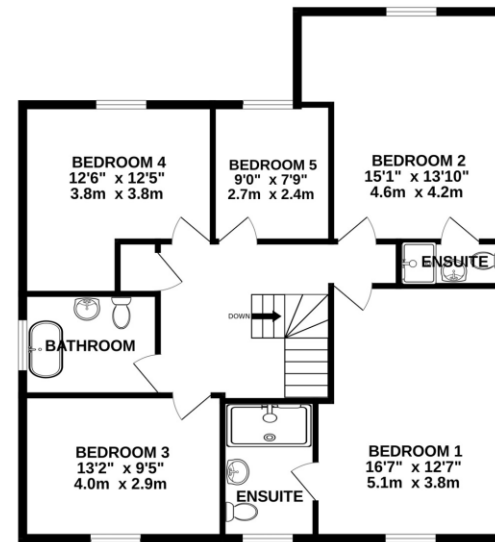 BEDROOM 4
12'6" x 12'5"
3.8m x 3.8m
BEDROOM 5
9'0" x 7'9"
2.7m x 2.4m
BEDROOM 2
15'1" x 13'10"
4.6m x 4.2m
ENSUITE
DOWN
BATHROOM
BEDROOM 3
13'2" x 9'5"
4.0m x 2.9m
ENSUITE
BEDROOM 1
16'7" x 12'7"
5.1m x 3.8m